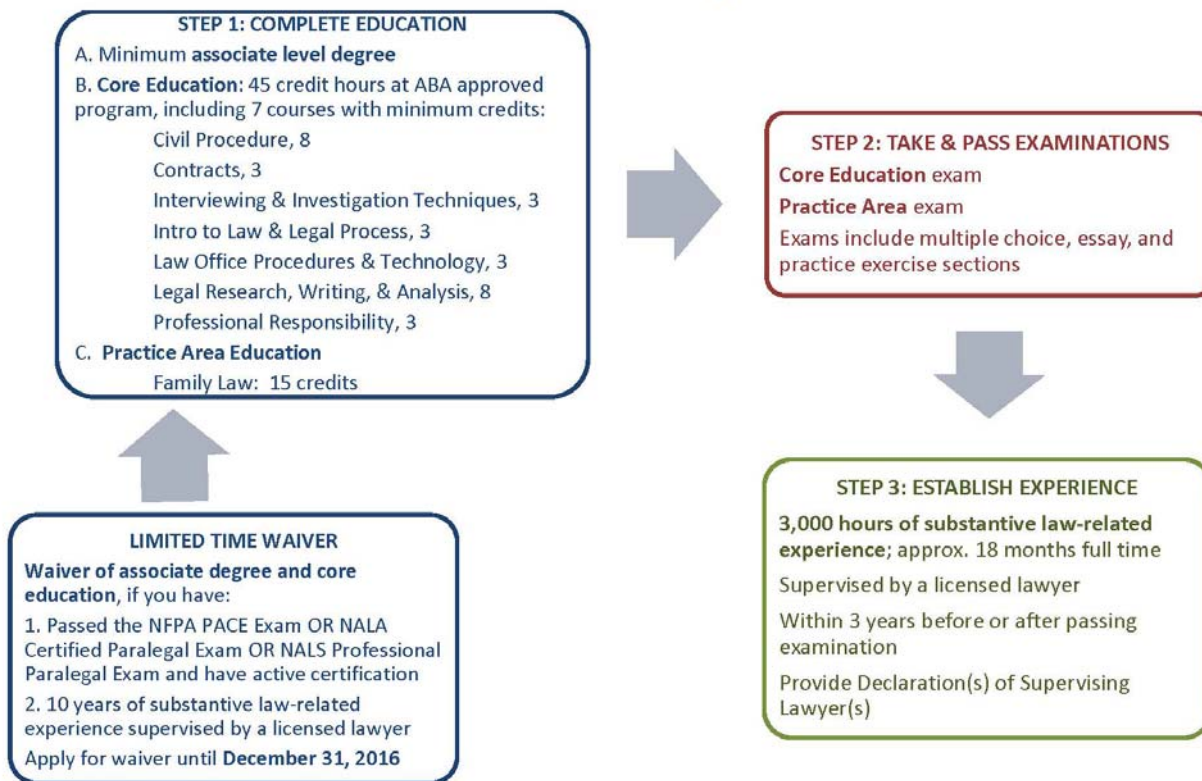 STEP 1: COMPLETE EDUCATION
A. Minimum associate level degree
B. Core Education: 45 credit hours at ABA approved
program, including 7 courses with minimum credits:
Civil Procedure, 8
Contracts, 3
Interviewing & Investigation Techniques, 3
Intro to Law & Legal Process, 3
Law Office Procedures & Technology, 3
Legal Research, Writing, & Analysis, 8
Professional Responsibility, 3
C. Practice Area Education
Family Law: 15 credits
STEP 2: TAKE & PASS EXAMINATIONS
Core Education exam
Practice Area exam
Exams include multiple choice, essay, and
practice exercise sections
STEP 3: ESTABLISH EXPERIENCE
3,000 hours of substantive law-related
experience; approx. 18 months full time
Supervised by a licensed lawyer
Within 3 years before or after passing
examination
Provide Declaration(s) of Supervising
Lawyer(s)
LIMITED TIME WAIVER
Waiver of associate degree and core
education, if you have:
1. Passed the NFPA PACE Exam OR NALA
Certified Paralegal Exam OR NALS Professional
Paralegal Exam and have active certification
2. 10 years of substantive law-related
experience supervised by a licensed lawyer
Apply for waiver until December 31, 2016